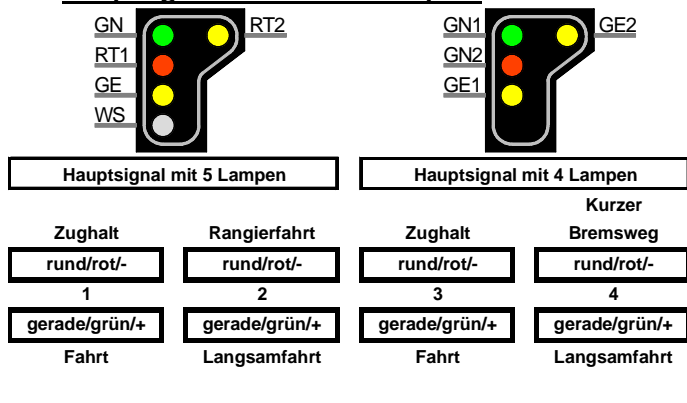 GN RT2 GN1 GE2
RT1 GN2
GE GE1
WS
Hauptsignal mit 5 Lampen Hauptsignal mit 4 Lampen
Kurzer
Zughalt Rangierfahrt Zughalt Bremsweg
rund/rot/- rund/rot/- rund/rot/- rund/rot/-
1 2 3 4
gerade/grün/+ gerade/grün/+ gerade/grün/+ gerade/grün/+
Fahrt Langsamfahrt Fahrt Langsamfahrt